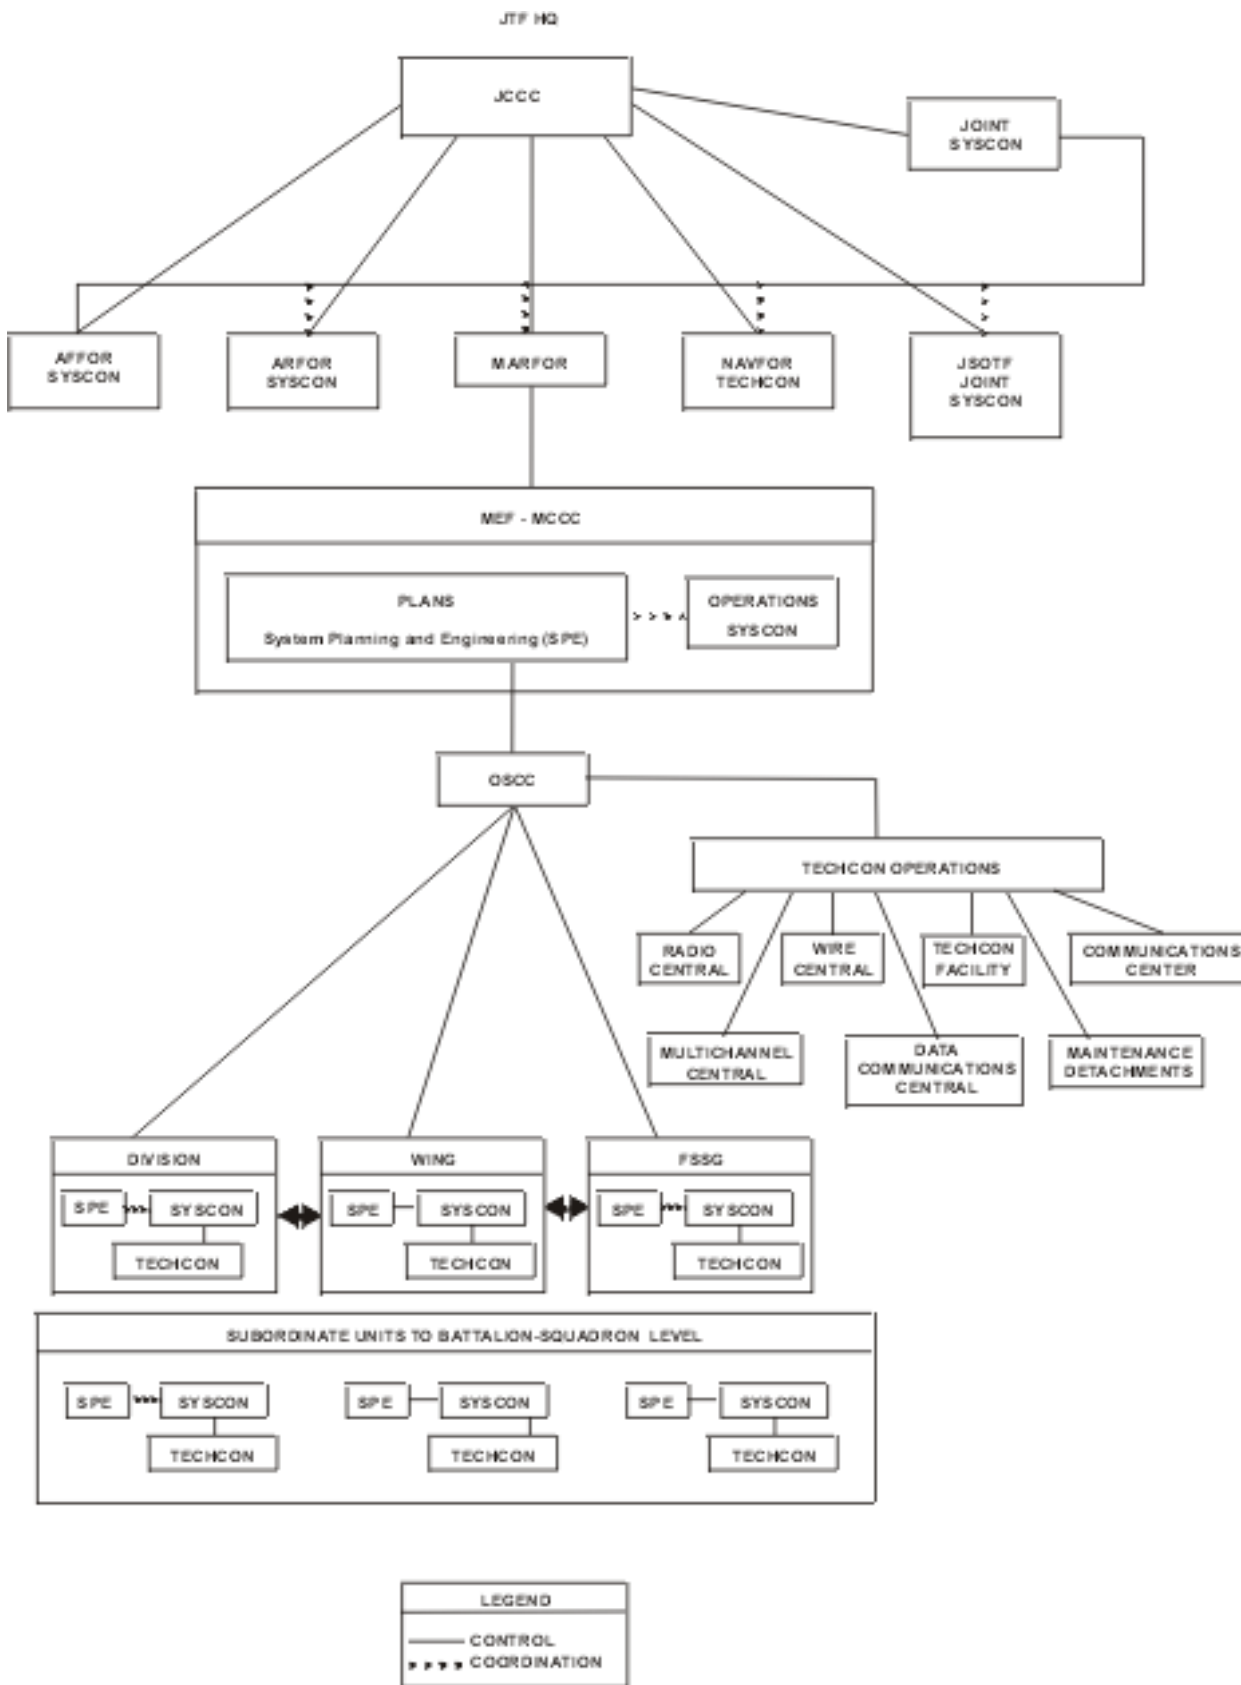 JTF HQ
JCCC
JOINT
SYSCON
AFFOR
SYSCON
ARFOR
SYSCON
MARFOR
NAVFOR
TECHCON
JSOTF
JOINT
SYSCON
MEF - MCCC
PLANS
System Planning and Engineering (SPE)
OPERATIONS
SYSCON
OSCC
TECHCON OPERATIONS
RADIO
CENTRAL
WIRE
CENTRAL
TECHCON
FACILITY
COMMUNICATIONS
CENTER
MULTICHANNEL
CENTRAL
DATA
COMMUNICATIONS
CENTRAL
MAINTENANCE
DETACHMENTS
DIVISION
SPE
SYSCON
TECHCON
WING
SPE
SYSCON
TECHCON
FSSG
SPE
SYSCON
TECHCON
SUBORDINATE UNITS TO BATTALION-SQUADRON LEVEL
SPE
SYSCON
TECHCON
SPE
SYSCON
TECHCON
SPE
SYSCON
TECHCON
LEGEND
CONTROL
COORDINATION